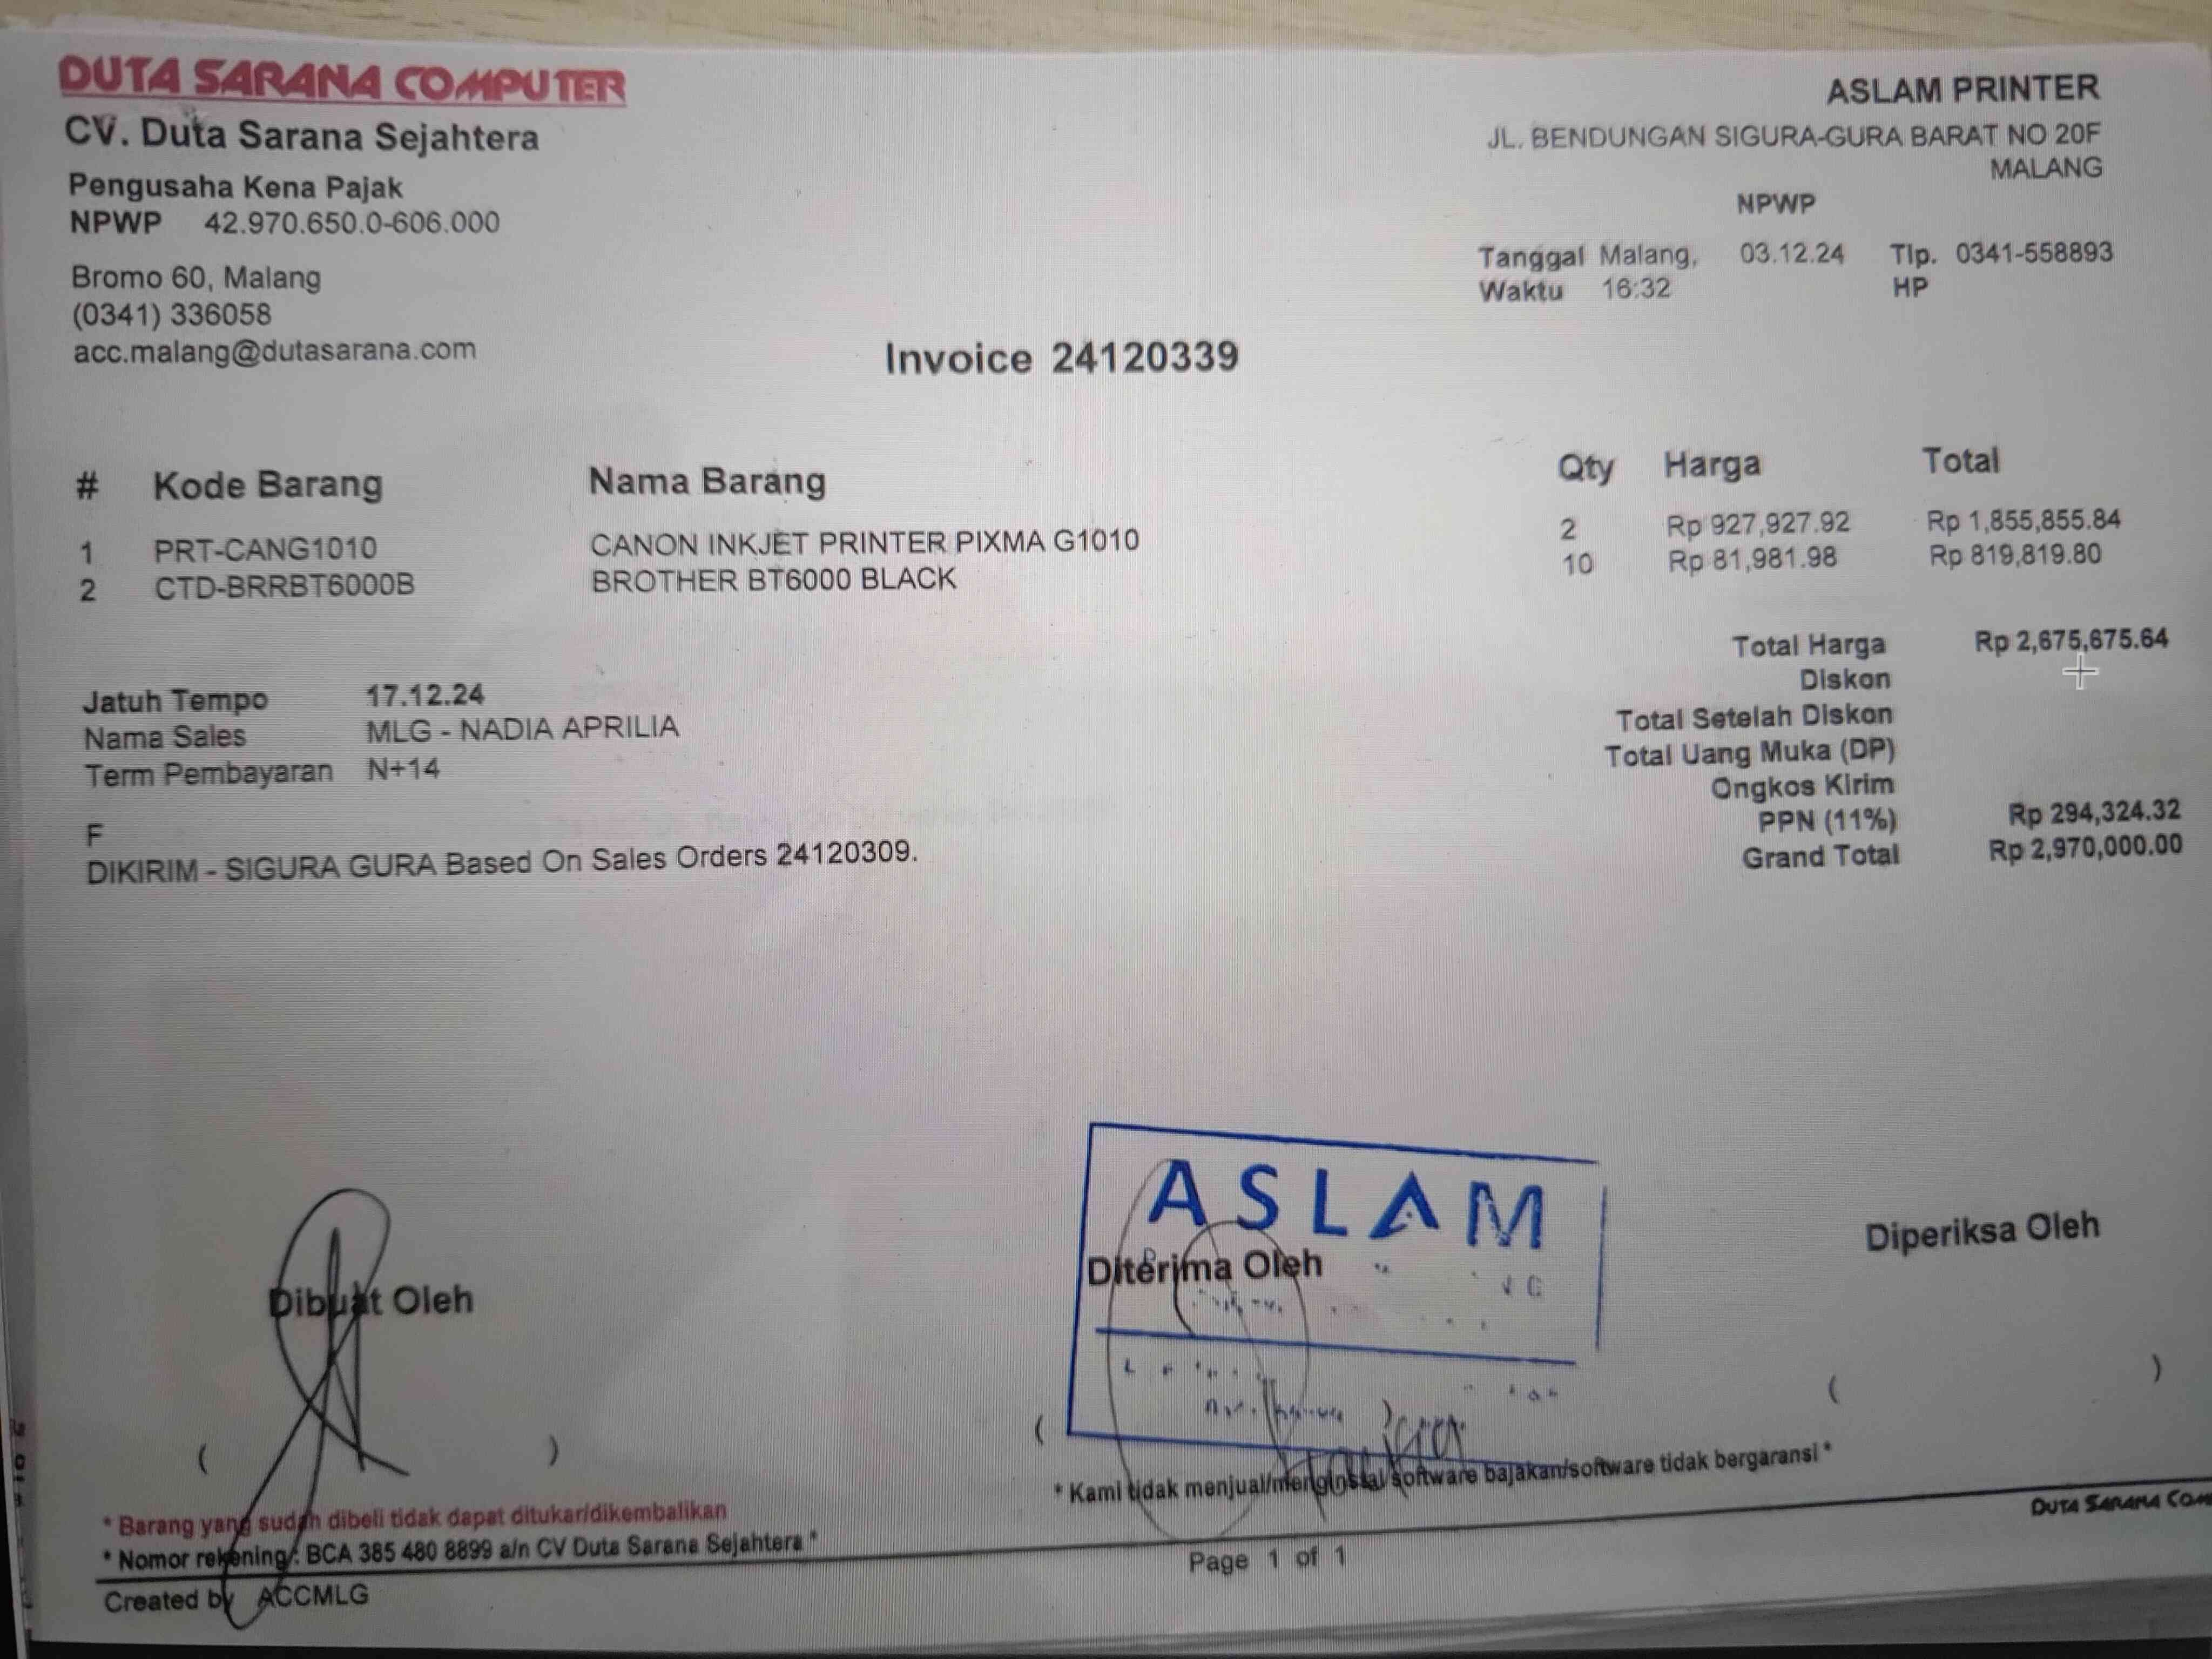 DUTA SARANA COMPUTER
CV. Duta Sarana Sejahtera
Pengusaha Kena Pajak
NPWP 42.970.650.0-606.000
Bromo 60, Malang
(0341) 336058
acc.malang@dutasarana.com
ASLAM PRINTER
JL. BENDUNGAN SIGURA-GURA BARAT NO 20F
MALANG
NPWP
Tanggal Malang, 03.12.24 Tlp. 0341-558893
Waktu 16:32 HP
Invoice 24120339
# Kode Barang Nama Barang Qty Harga Total
1 PRT-CANG1010 CANON INKJET PRINTER PIXMA G1010 2 Rp 927,927.92 Rp 1,855,855.84
2 CTD-BRRBT6000B BROTHER BT6000 BLACK 10 Rp 81,981.98 Rp 819,819.80
Total Harga Rp 2,675,675.64
Diskon
Total Setelah Diskon
Total Uang Muka (DP)
Ongkos Kirim
PPN (11%) Rp 294,324.32
Grand Total Rp 2,970,000.00
Jatuh Tempo 17.12.24
Nama Sales MLG - NADIA APRILIA
Term Pembayaran N+14
F
DIKIRIM - SIGURA GURA Based On Sales Orders 24120309.
ASLAM
Dibuat Oleh
Diterima Oleh
Diperiksa Oleh
( )
( )
( )
* Barang yang sudah dibeli tidak dapat ditukar/dikembalikan
* Nomor rekening: BCA 385 480 8899 a/n CV Duta Sarana Sejahtera *
* Kami tidak menjual/menginstal software bajakan/software tidak bergaransi *
DUTA SARANA COM
Created by ACCMLG
Page 1 of 1